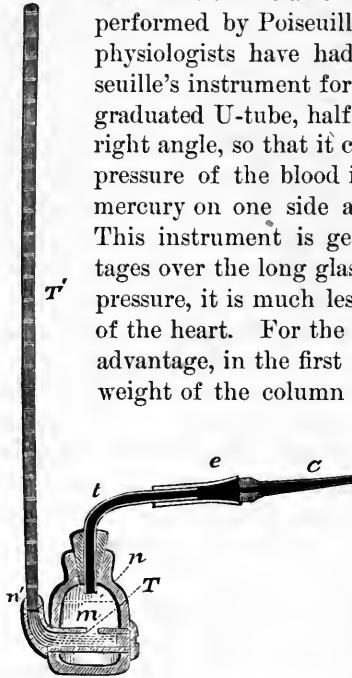 performed by Poiseuill
physiologists have had
seuille's instrument for
graduated U-tube, half
right angle, so that it c
pressure of the blood i
mercury on one side a
This instrument is ge
tages over the long glas
T'
pressure, it is much les
of the heart. For the
advantage, in the first
weight of the column
e
c
t
n
T
n'
m